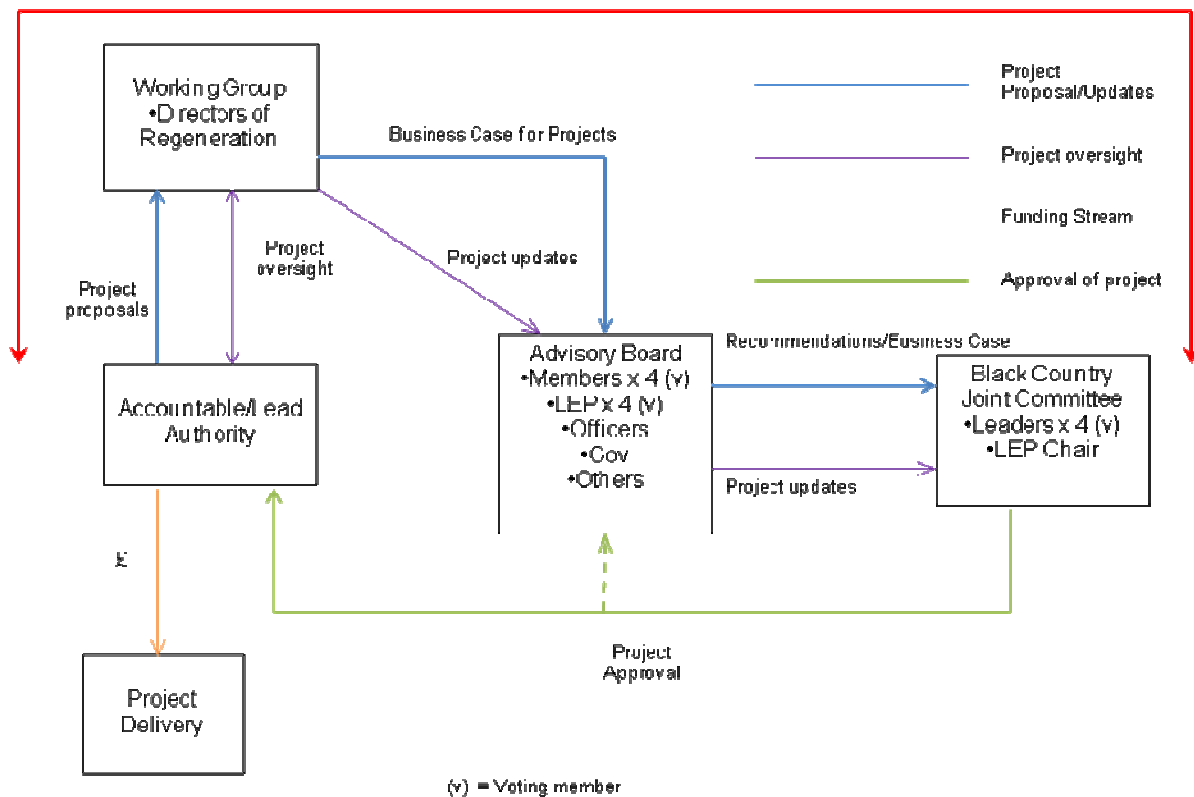 Working Group
•Directors of
Regeneration
Business Case for Projects
Project
Proposal/Updates
Project oversight
Funding Stream
Approval of project
Project
oversight
Project updates
Project
proposals
Accountable/Lead
Authority
Advisory Board
•Members x 4 (v)
•LEP x 4 (v)
•Officers
•Gov
•Others
Recommendations/Business Case
Black Country
Joint Committee
•Leaders x 4 (v)
•LEP Chair
Project updates
£
Project
Approval
Project
Delivery
(v) = Voting member